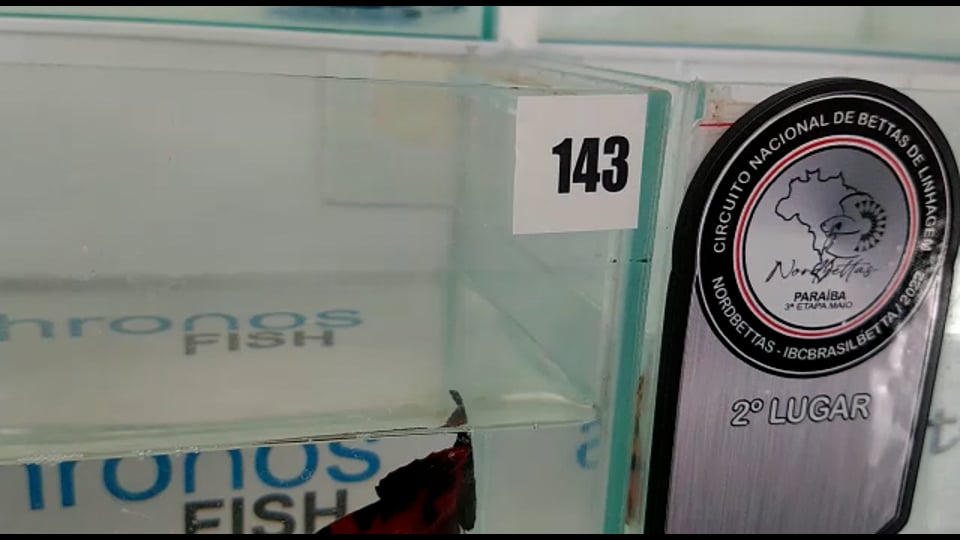 143
CIRCUITO NACIONAL DE BETTAS DE LINHAGEM
NordBettas
PARAÍBA
3ª ETAPA MAIO
NORDBETTAS - IBCBRASILBETTA / 2022
2º LUGAR
hronos
FISH
hronos
FISH